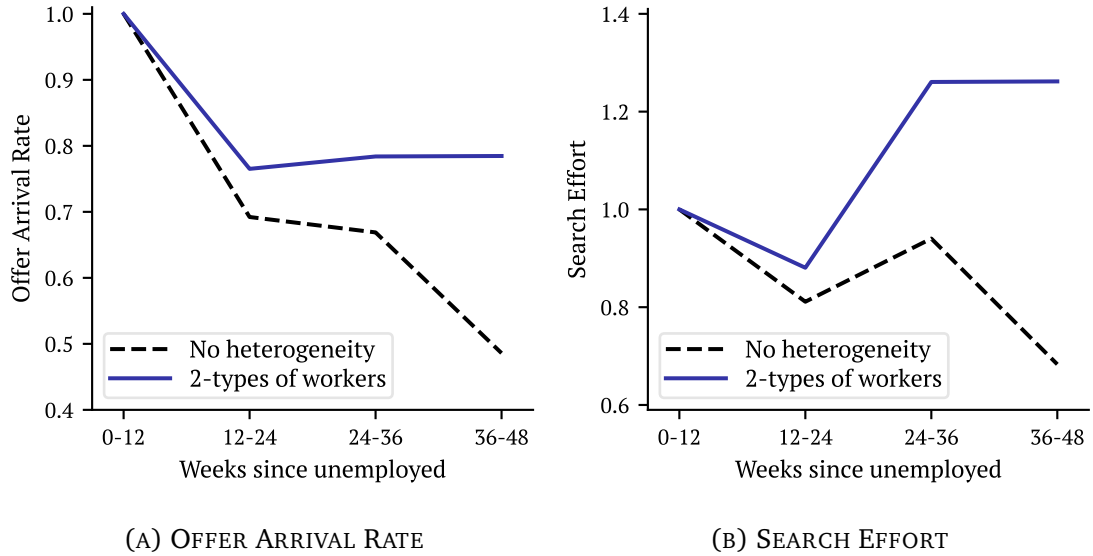 1.0
0.9
0.8
0.7
0.6
0.5
0.4
Offer Arrival Rate
No heterogeneity
2-types of workers
0-12
12-24
24-36
36-48
Weeks since unemployed
(A) OFFER ARRIVAL RATE
1.4
1.2
1.0
0.8
0.6
Search Effort
No heterogeneity
2-types of workers
0-12
12-24
24-36
36-48
Weeks since unemployed
(B) SEARCH EFFORT